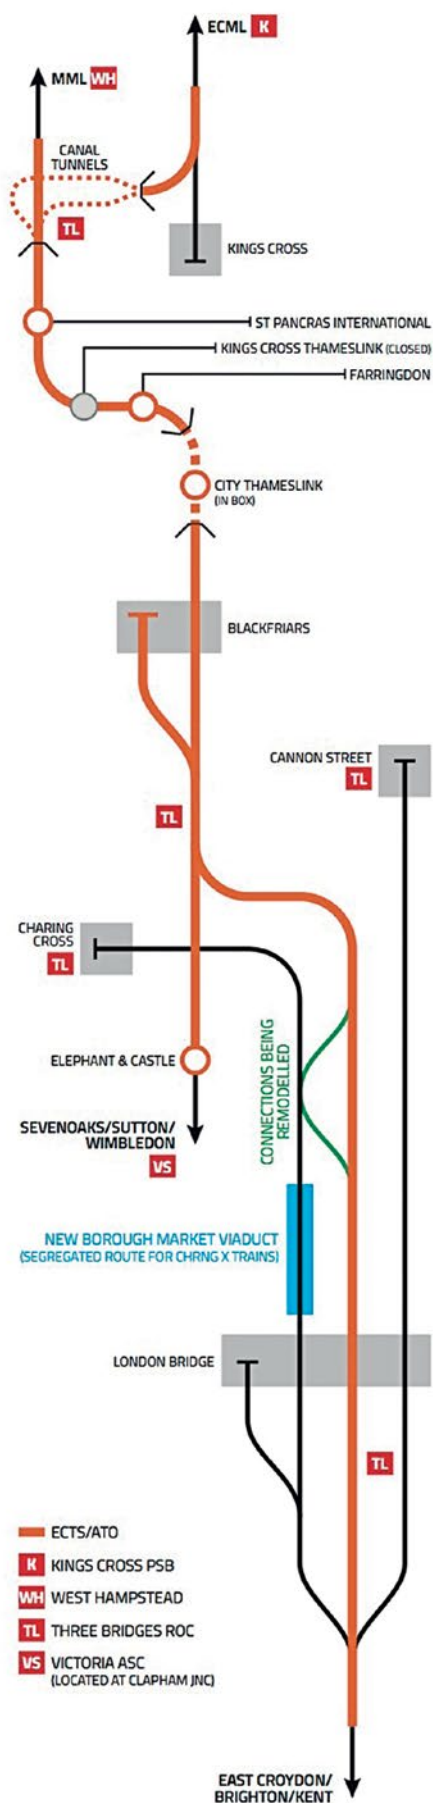 ECML K
MML WH
CANAL
TUNNELS
TL
KINGS CROSS
ST PANCRAS INTERNATIONAL
KINGS CROSS THAMESLINK (CLOSED)
FARRINGDON
CITY THAMESLINK
(IN BOX)
BLACKFRIARS
CANNON STREET
TL
TL
CHARING
CROSS
TL
CONNECTIONS BEING
REMODELLED
ELEPHANT & CASTLE
SEVENOAKS/SUTTON/
WIMBLEDON
VS
NEW BOROUGH MARKET VIADUCT
(SEGREGATED ROUTE FOR CHRNG X TRAINS)
LONDON BRIDGE
TL
ECTS/ATO
K KINGS CROSS PSB
WH WEST HAMPSTEAD
TL THREE BRIDGES ROC
VS VICTORIA ASC
(LOCATED AT CLAPHAM JNC)
EAST CROYDON/
BRIGHTON/KENT